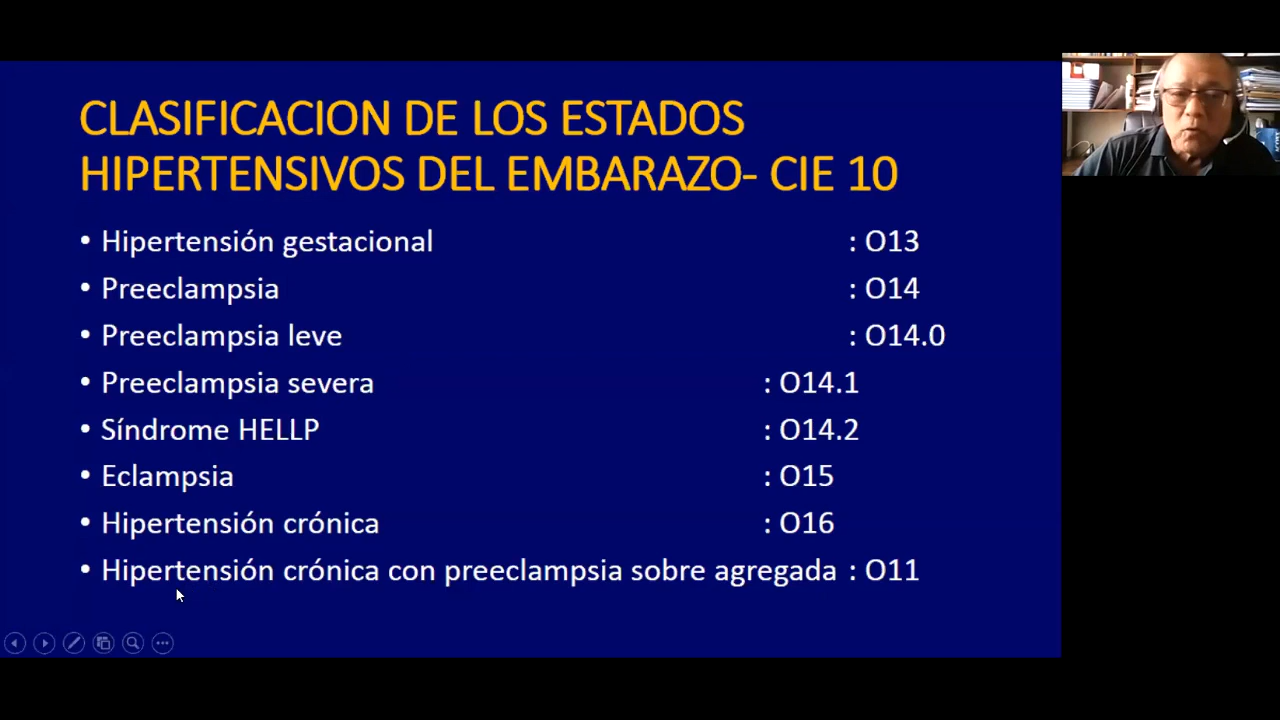 CLASIFICACION DE LOS ESTADOS
HIPERTENSIVOS DEL EMBARAZO- CIE 10
• Hipertensión gestacional : O13
• Preeclampsia : O14
• Preeclampsia leve : O14.0
• Preeclampsia severa : O14.1
• Síndrome HELLP : O14.2
• Eclampsia : O15
• Hipertensión crónica : O16
• Hipertensión crónica con preeclampsia sobre agregada : O11